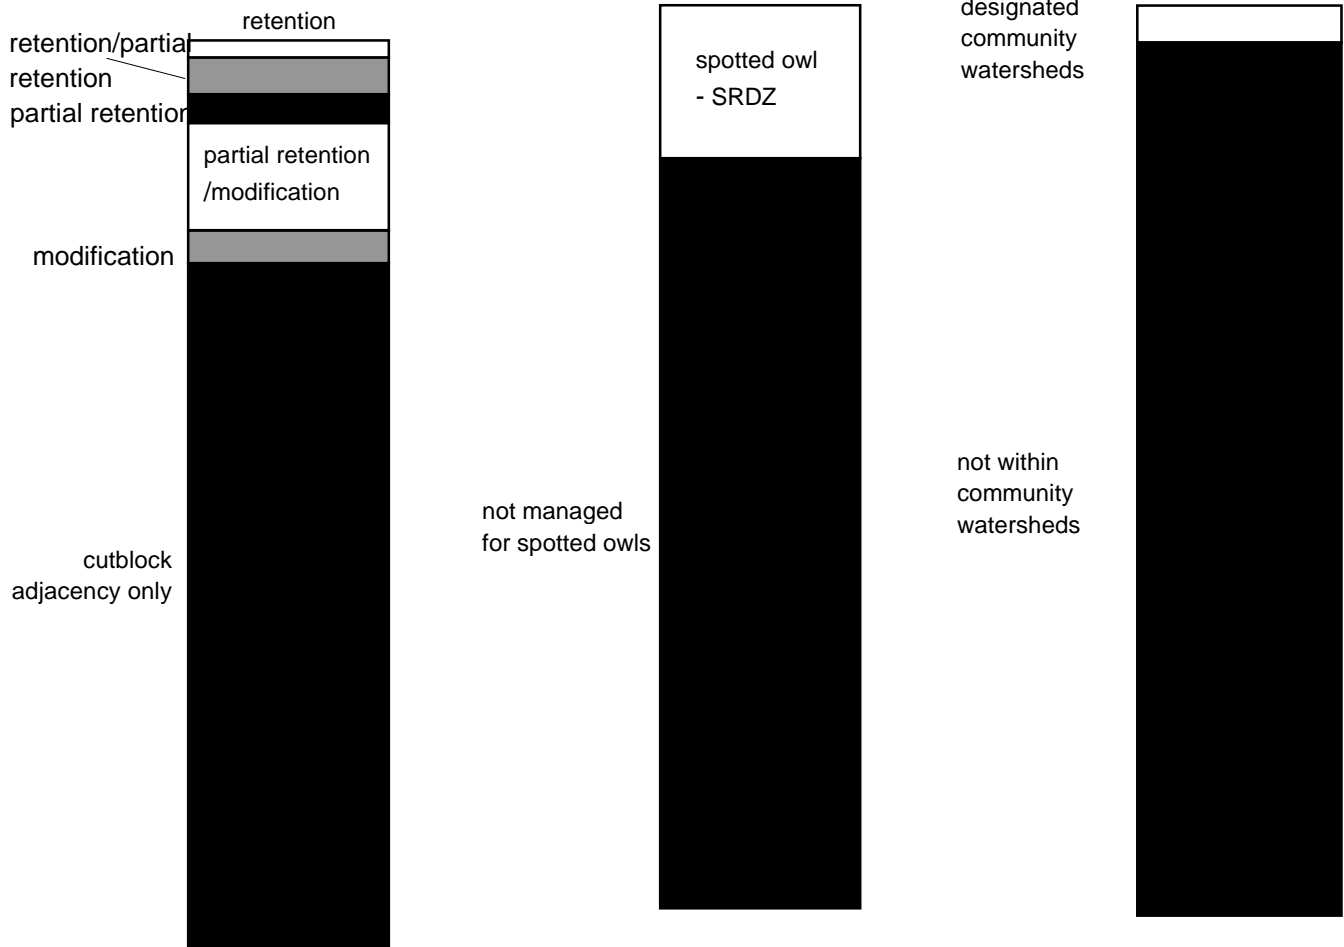 retention
retention/partial
retention
partial retention
partial retention
/modification
modification
cutblock
adjacency only
spotted owl
- SRDZ
not managed
for spotted owls
designated
community
watersheds
not within
community
watersheds